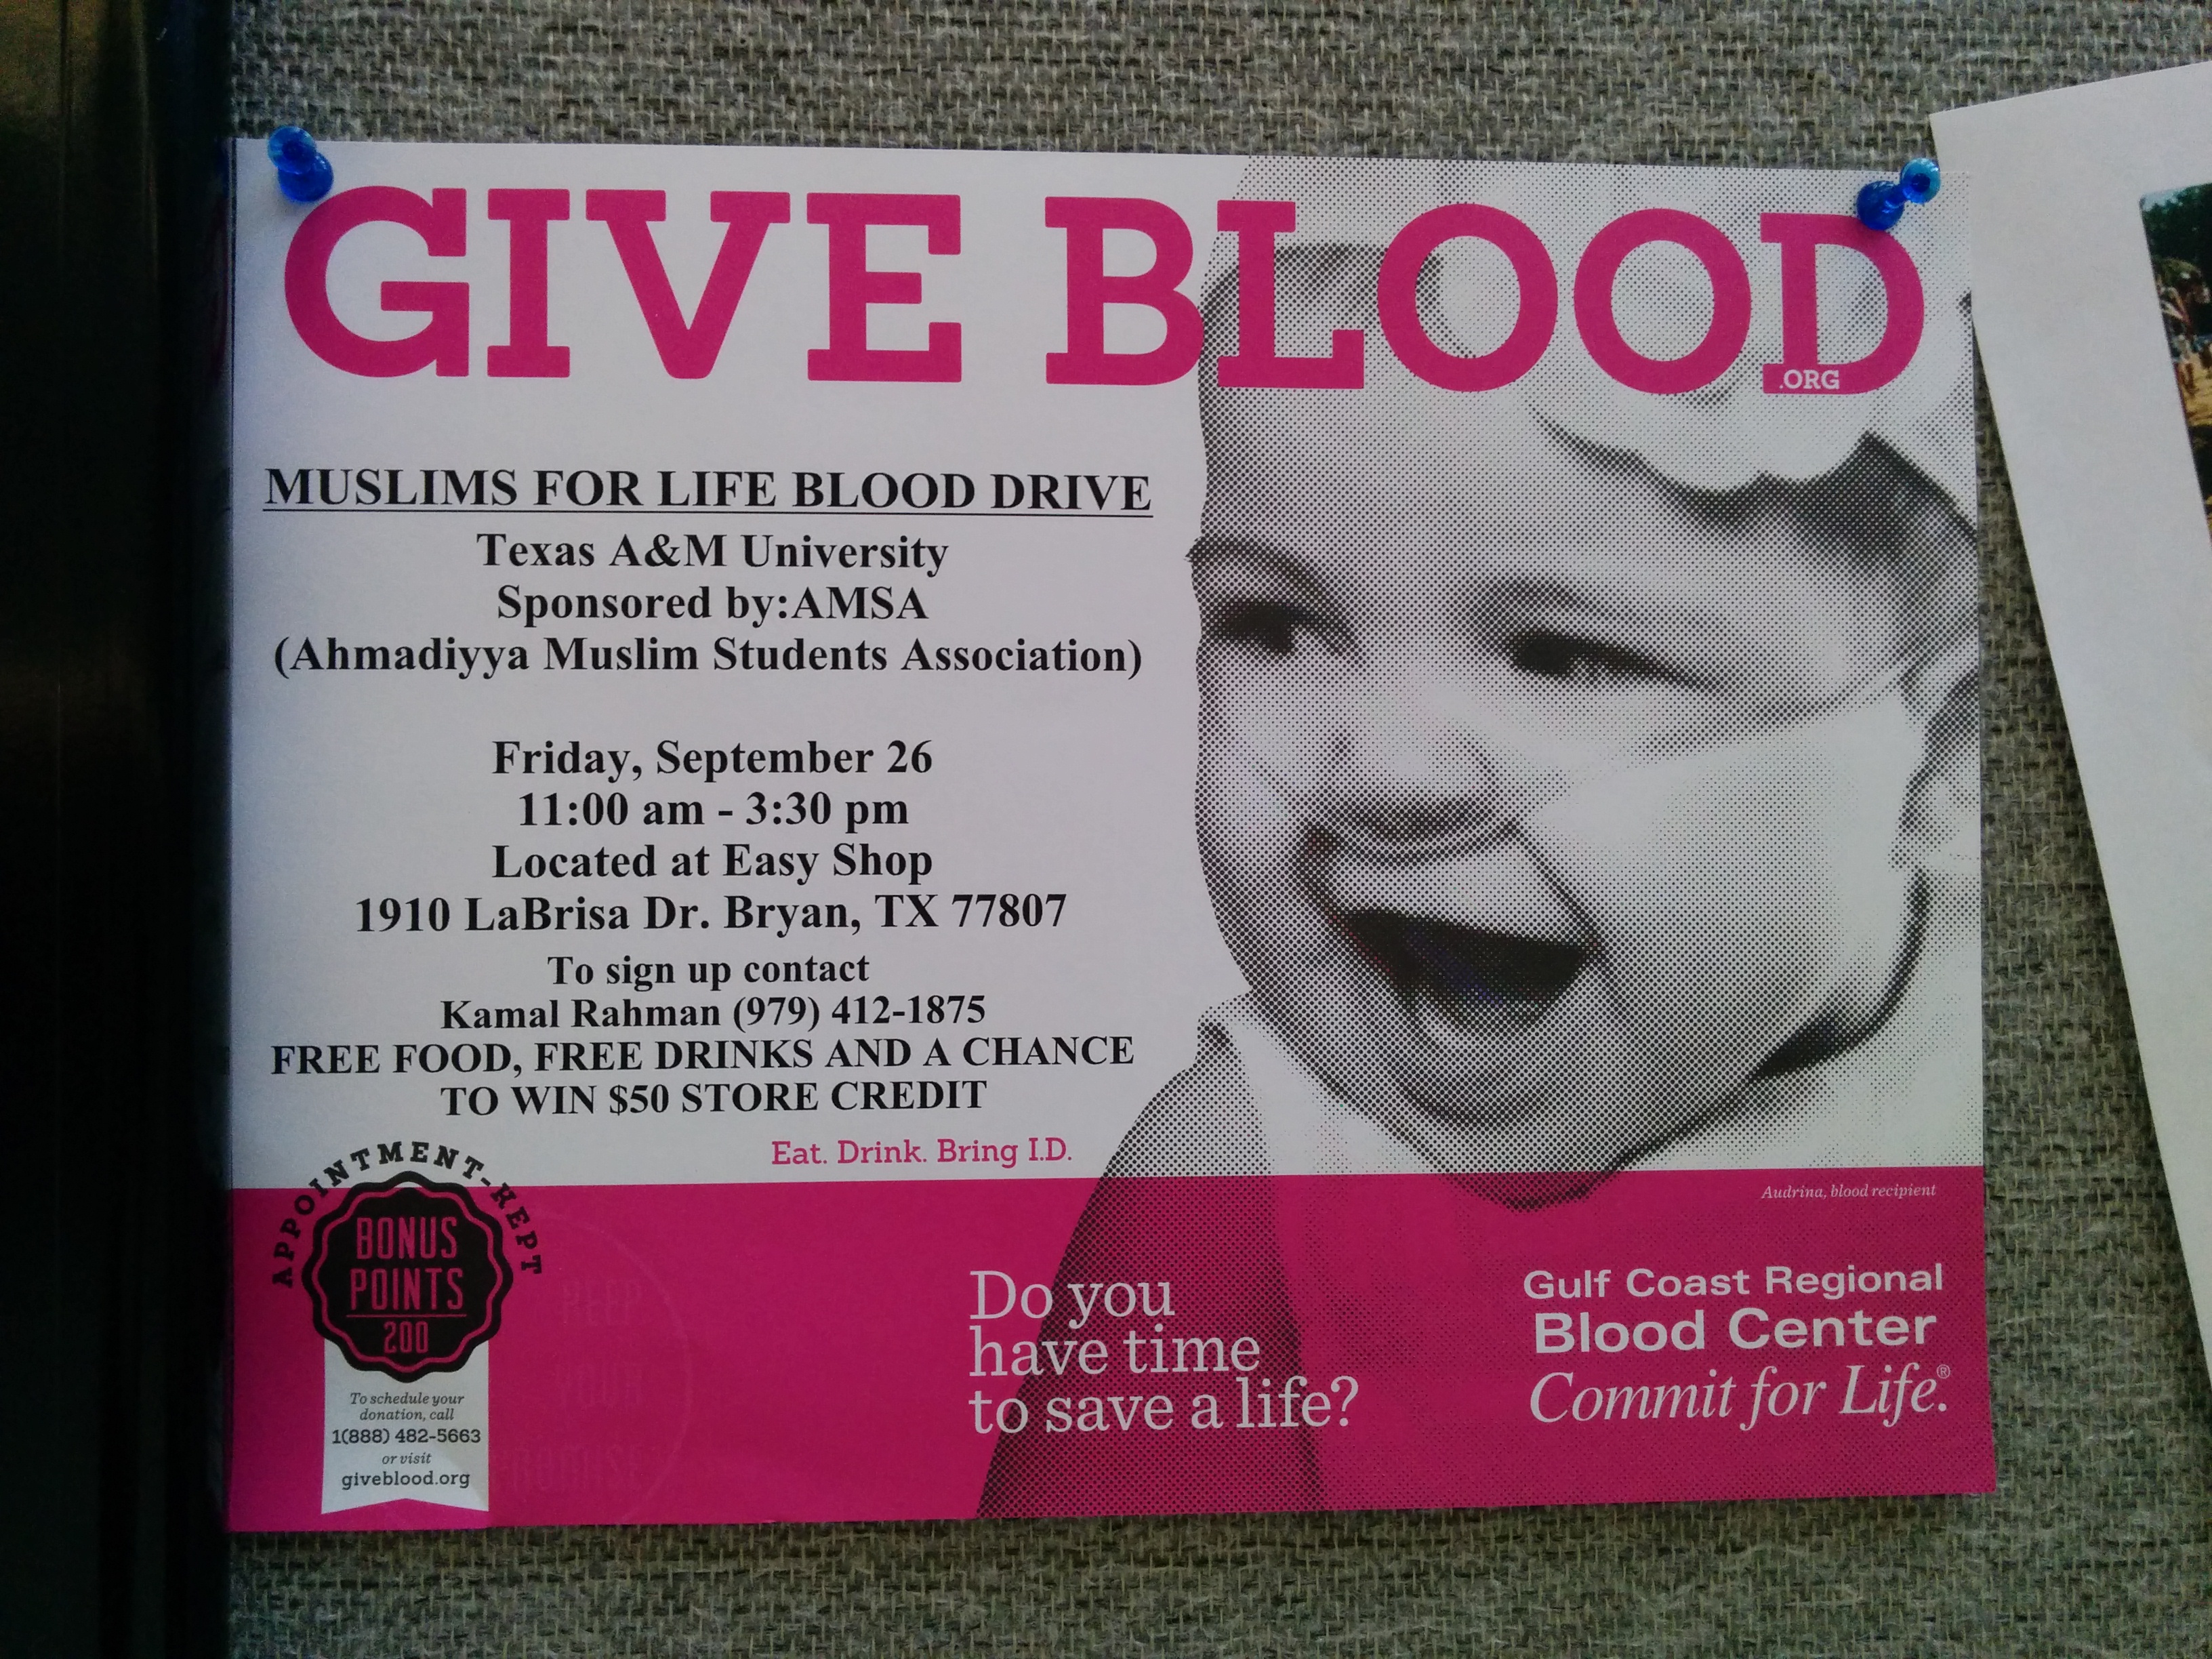 GIVE BLOOD
.ORG
MUSLIMS FOR LIFE BLOOD DRIVE
Texas A&M University
Sponsored by:AMSA
(Ahmadiyya Muslim Students Association)
Friday, September 26
11:00 am - 3:30 pm
Located at Easy Shop
1910 LaBrisa Dr. Bryan, TX 77807
To sign up contact
Kamal Rahman (979) 412-1875
FREE FOOD, FREE DRINKS AND A CHANCE
TO WIN $50 STORE CREDIT
Eat. Drink. Bring I.D.
Audrina, blood recipient
APPOINTMENT-KEPT
BONUS
POINTS
200
To schedule your
donation, call
1(888) 482-5663
or visit
giveblood.org
Do you
have time
to save a life?
Gulf Coast Regional
Blood Center
Commit for Life.®